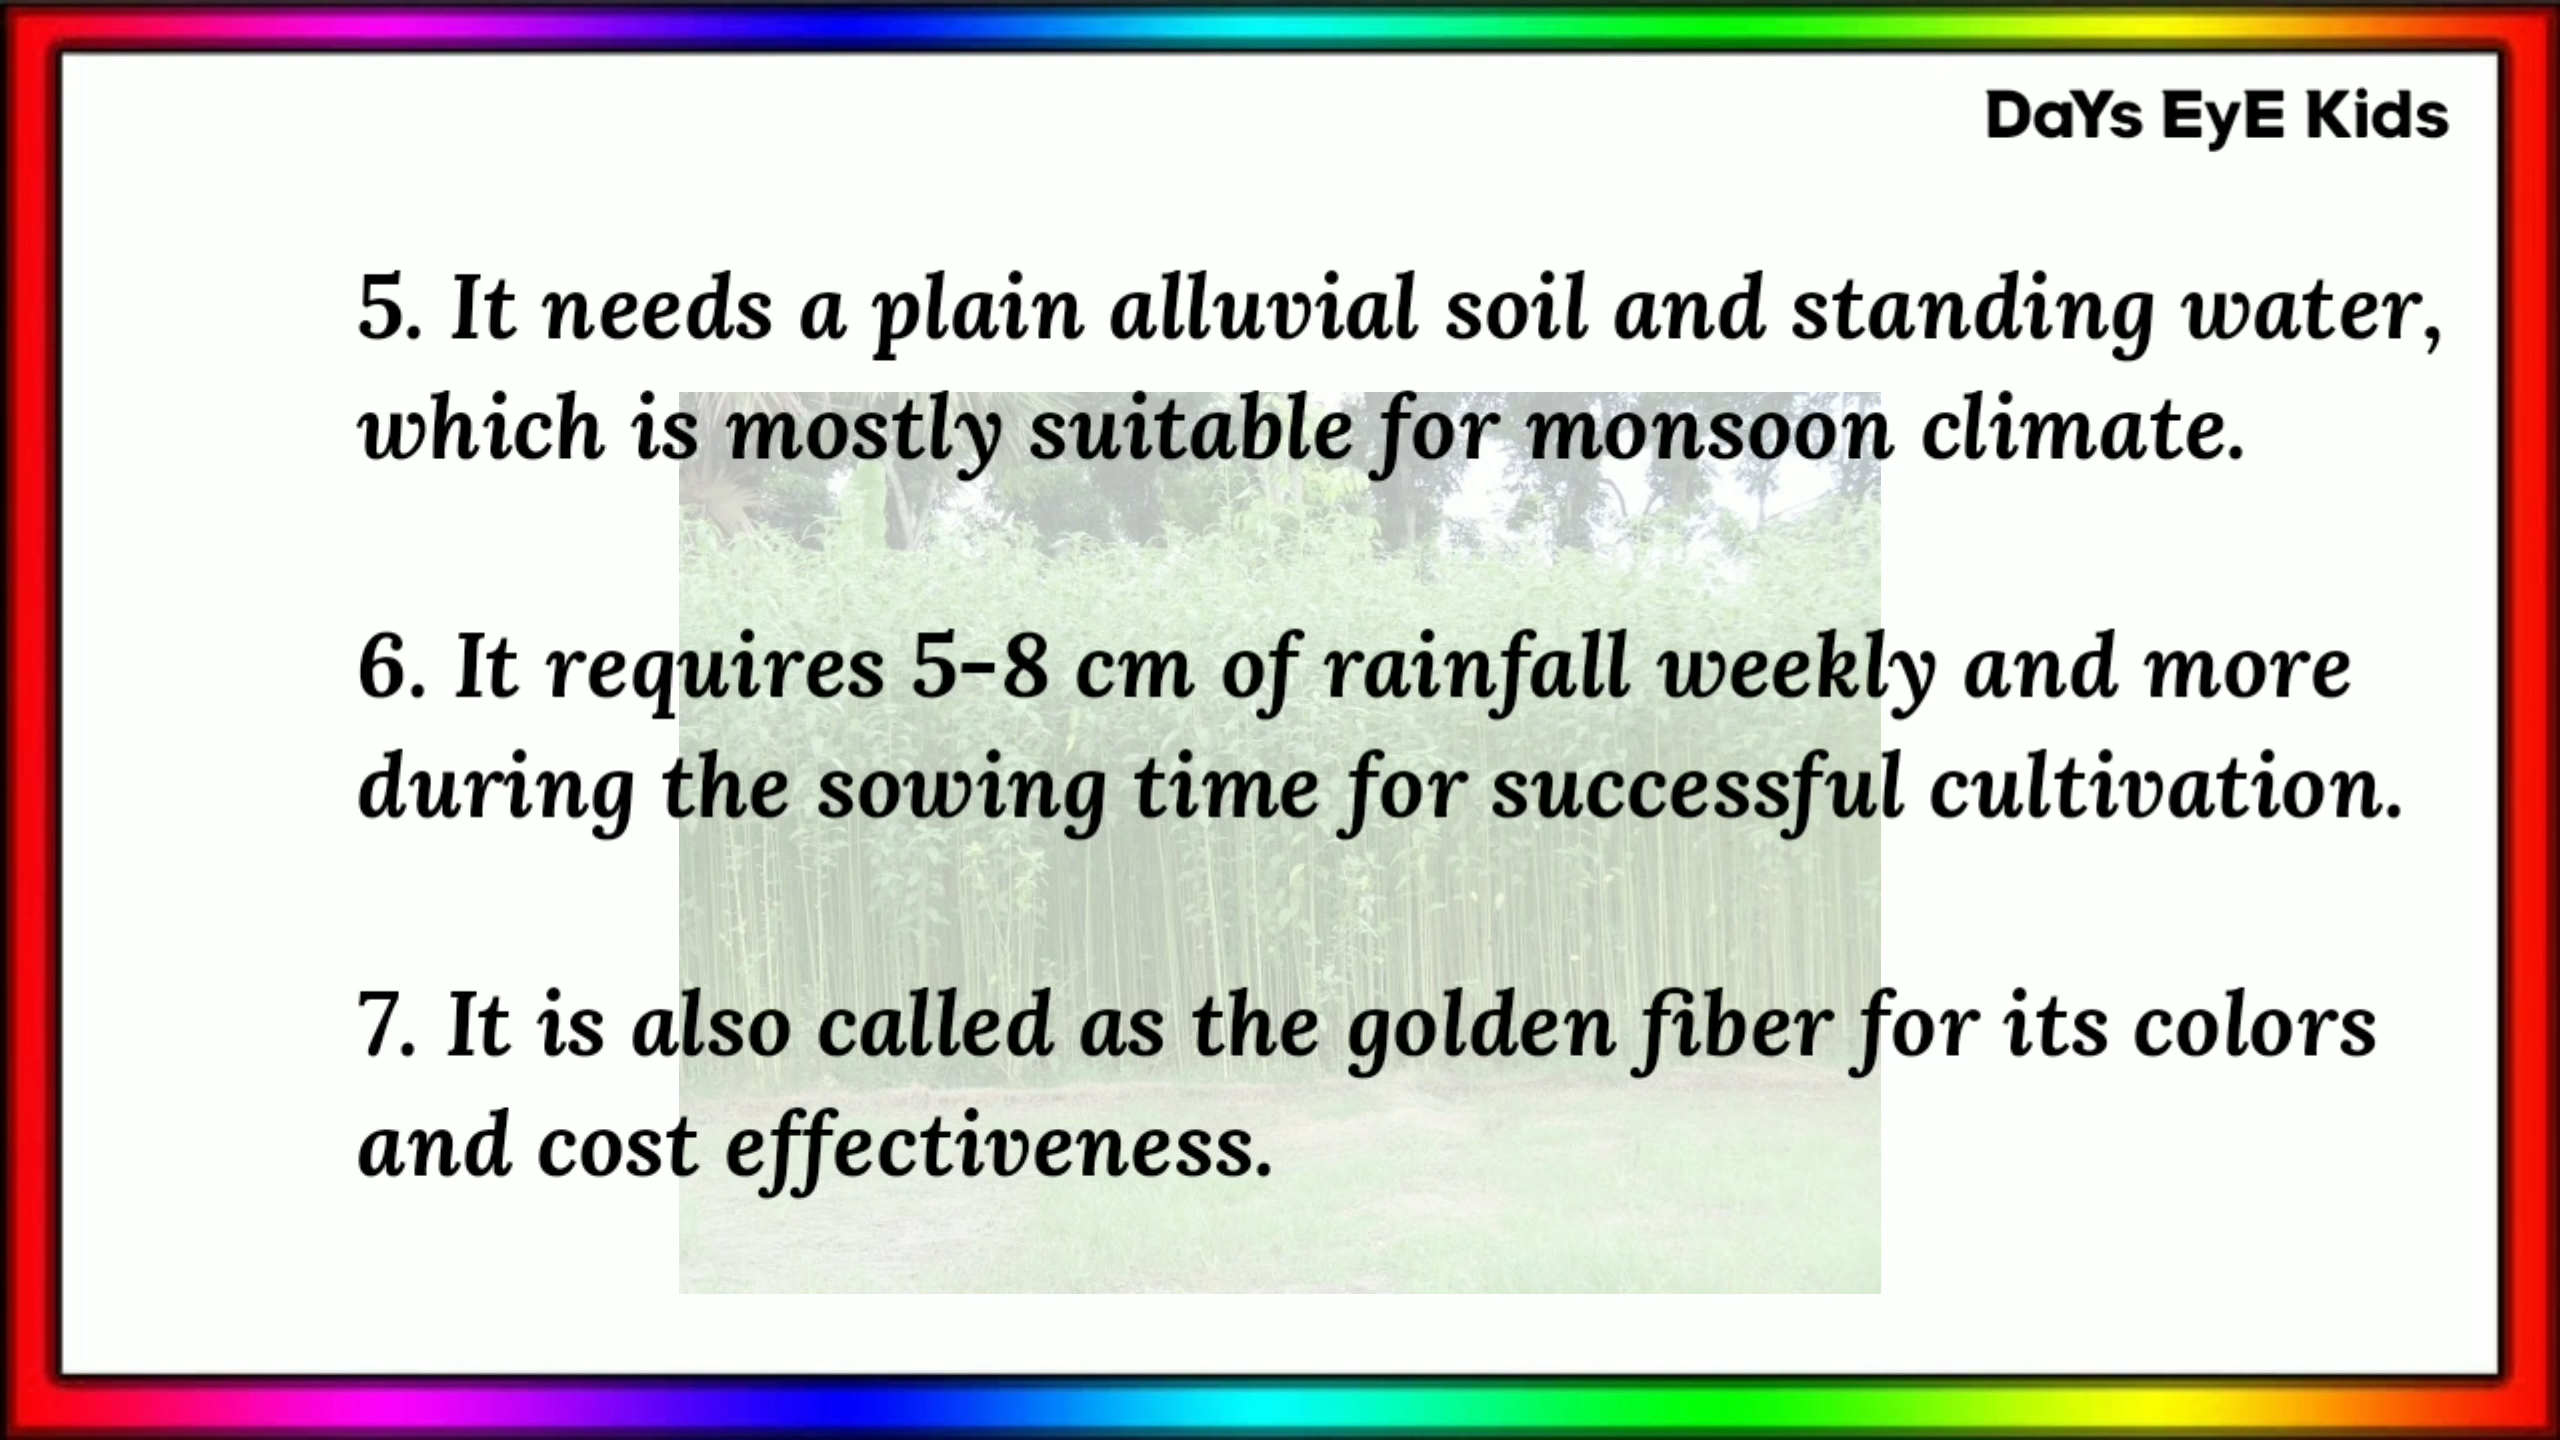 DaYs EyE Kids
5. It needs a plain alluvial soil and standing water,
which is mostly suitable for monsoon climate.
6. It requires 5-8 cm of rainfall weekly and more
during the sowing time for successful cultivation.
7. It is also called as the golden fiber for its colors
and cost effectiveness.